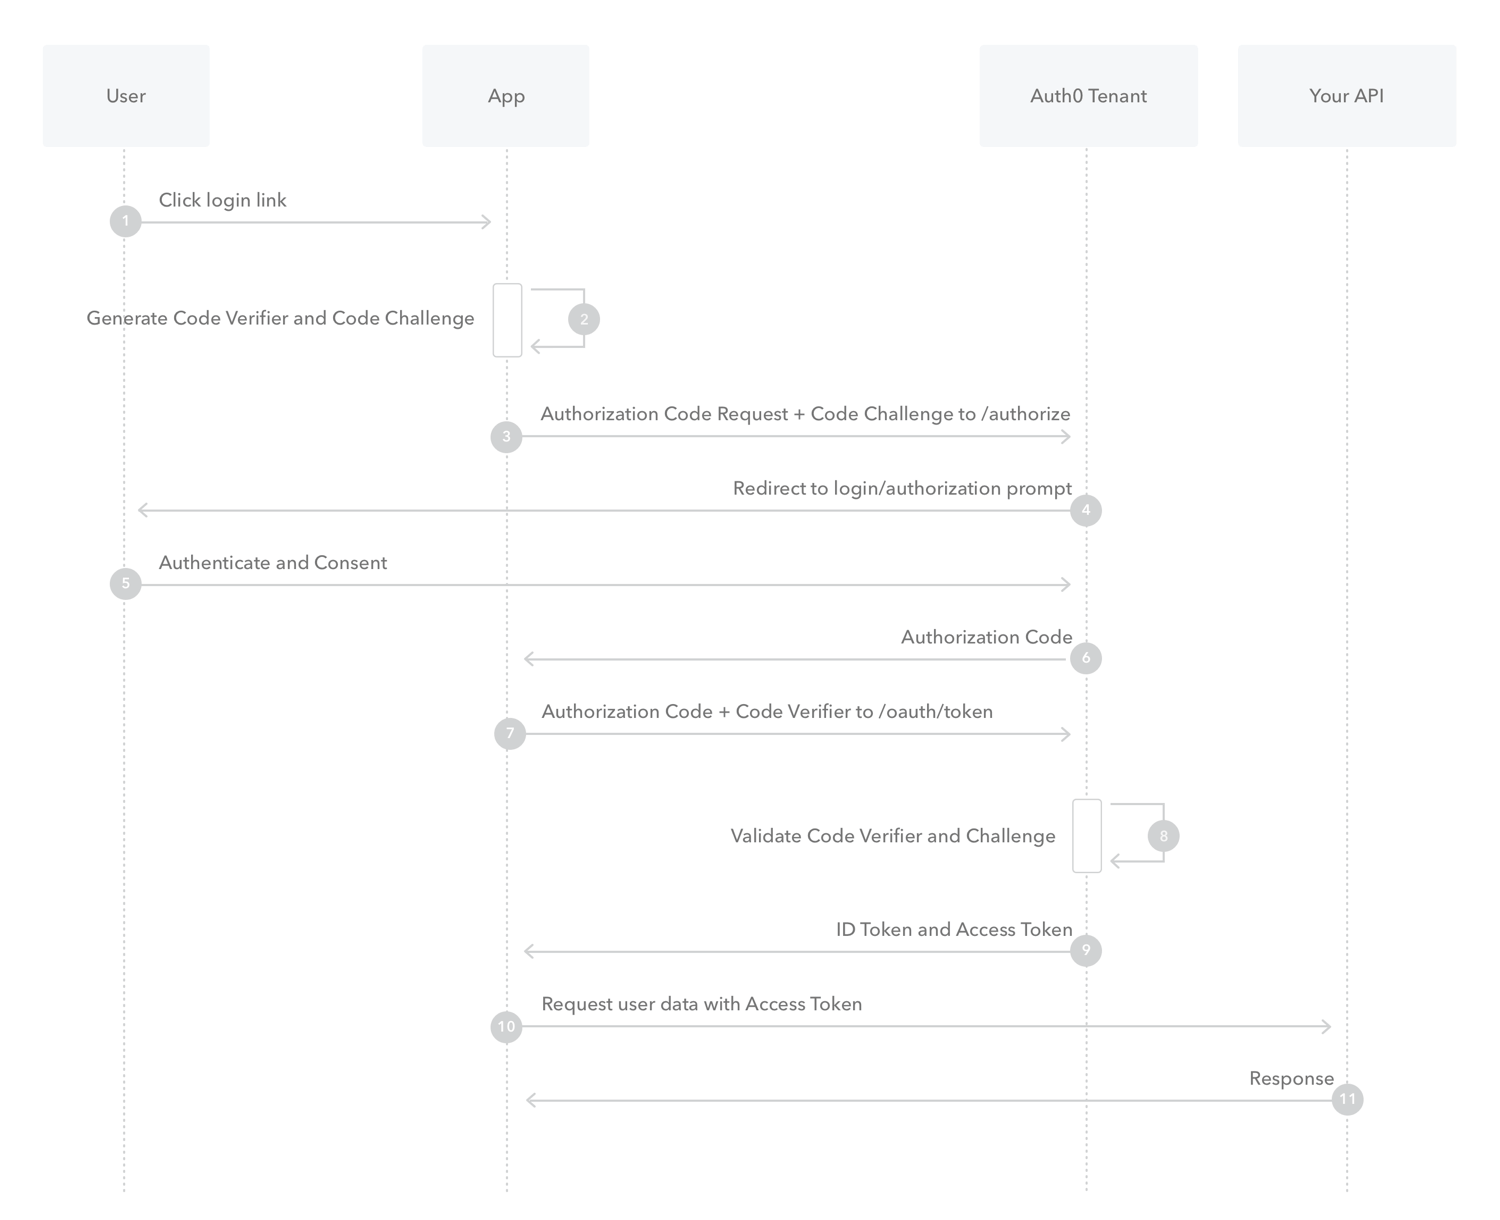 User
App
Auth0 Tenant
Your API
Click login link
1
Generate Code Verifier and Code Challenge
2
Authorization Code Request + Code Challenge to /authorize
3
Redirect to login/authorization prompt
4
Authenticate and Consent
5
Authorization Code
6
Authorization Code + Code Verifier to /oauth/token
7
Validate Code Verifier and Challenge
8
ID Token and Access Token
9
Request user data with Access Token
10
Response
11